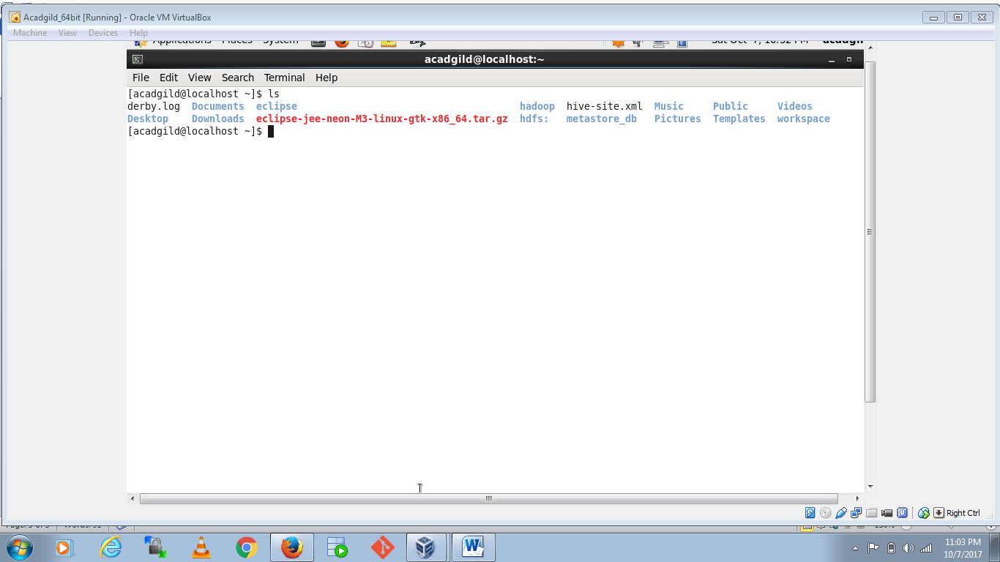 Acadgild_64bit [Running] - Oracle VM VirtualBox
Machine View Devices Help
Applications Places System
acadgild@localhost:~
File Edit View Search Terminal Help
[acadgild@localhost ~]$ ls
derby.log Documents eclipse hadoop hive-site.xml Music Public Videos
Desktop Downloads eclipse-jee-neon-M3-linux-gtk-x86_64.tar.gz hdfs: metastore_db Pictures Templates workspace
[acadgild@localhost ~]$
Right Ctrl
11:03 PM
10/7/2017